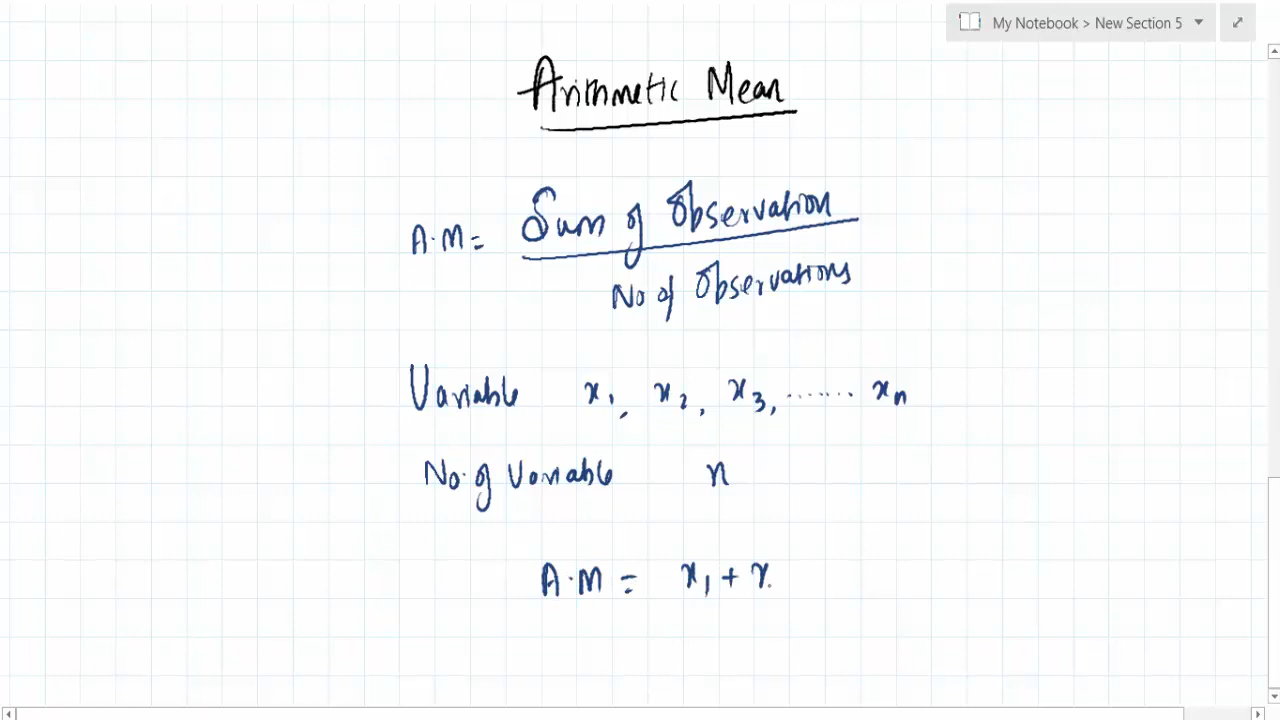 My Notebook > New Section 5
Arithmetic Mean
A.M = Sum of Observation
No of Observations
Variable x1, x2, x3, ....... xn
No. of Variable n
A.M = x1 + x